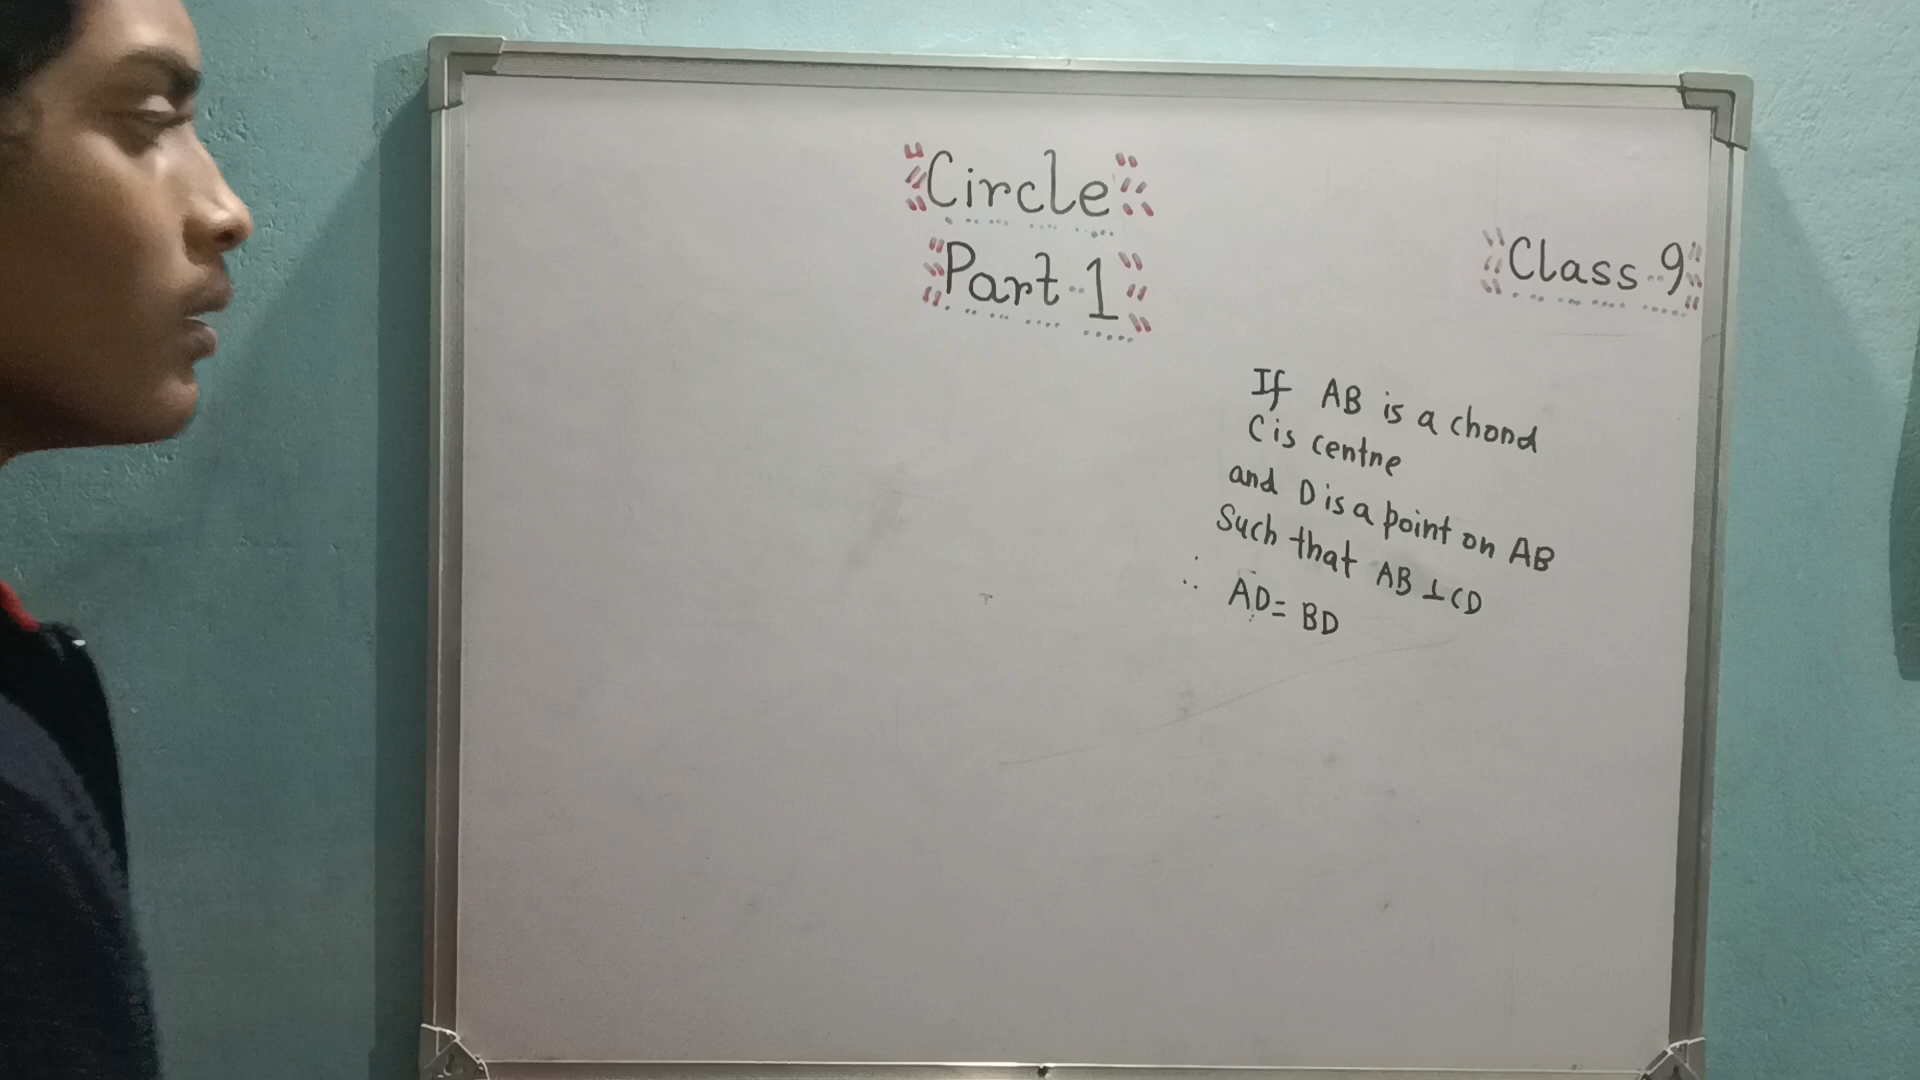 Circle
Part-1
Class-9
If AB is a chond
C is centne
and D is a point on AB
Such that AB ⊥ CD
∴ AD = BD